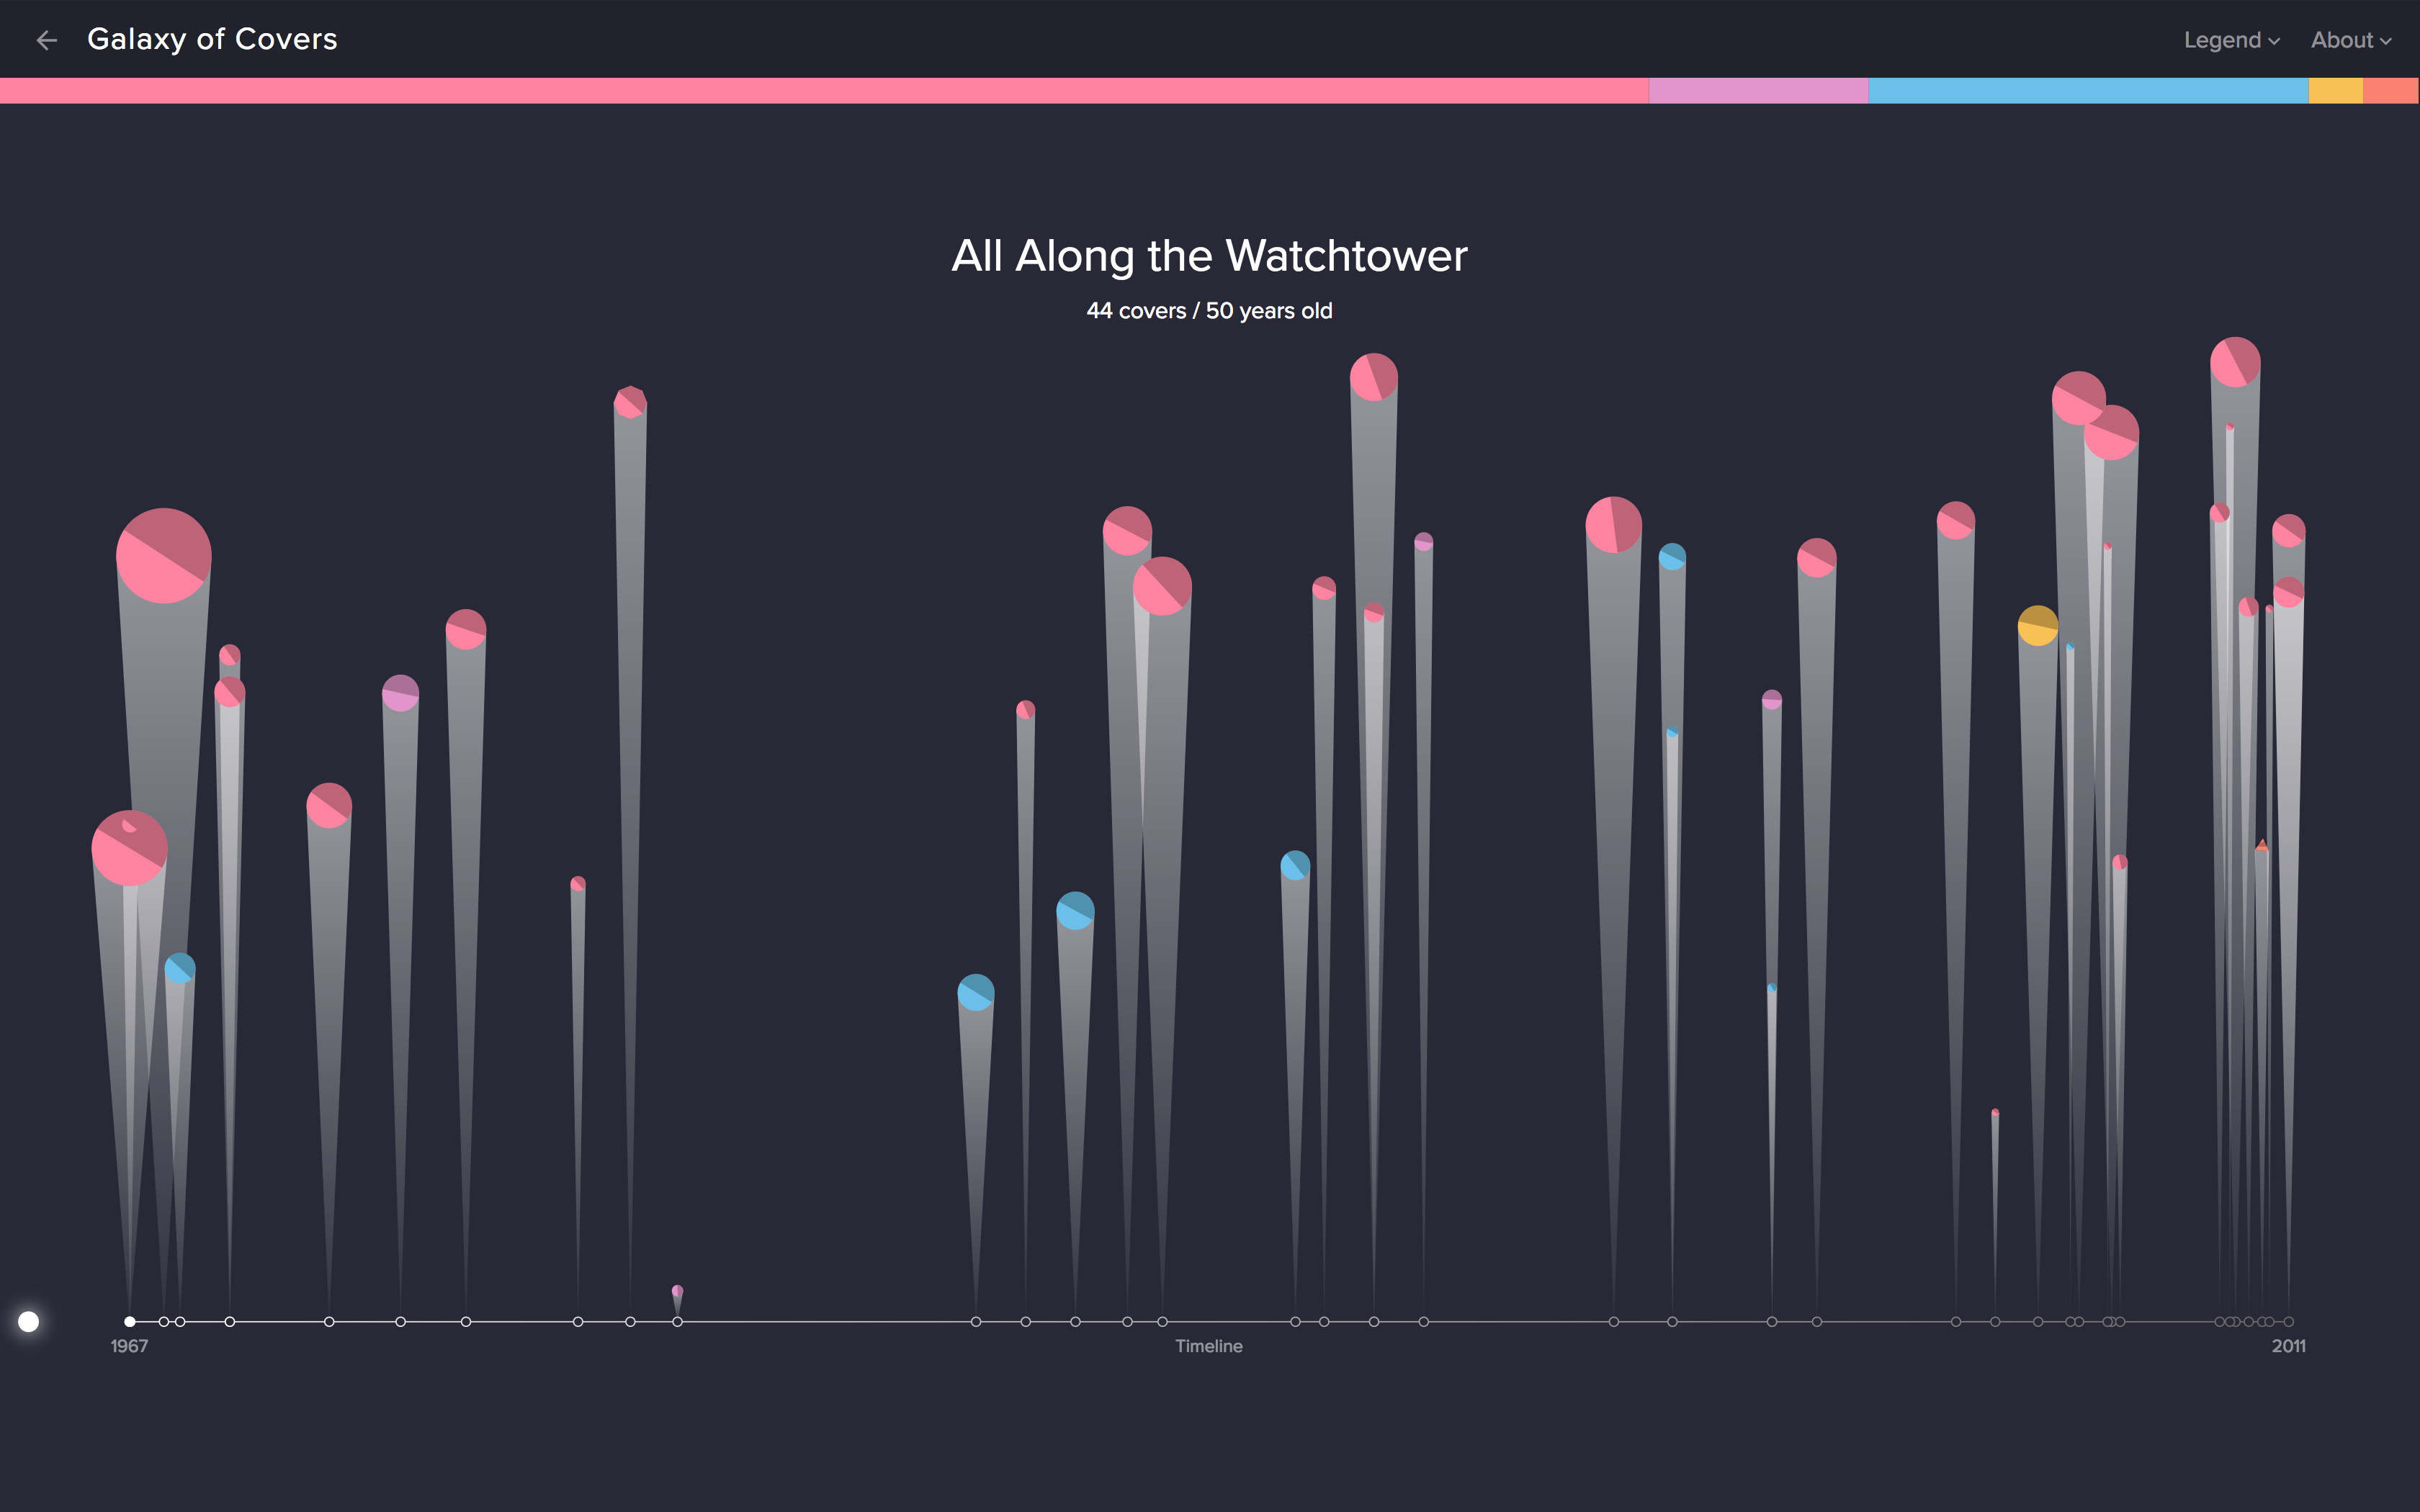 Galaxy of Covers
Legend
About
All Along the Watchtower
44 covers / 50 years old
1967
Timeline
2011